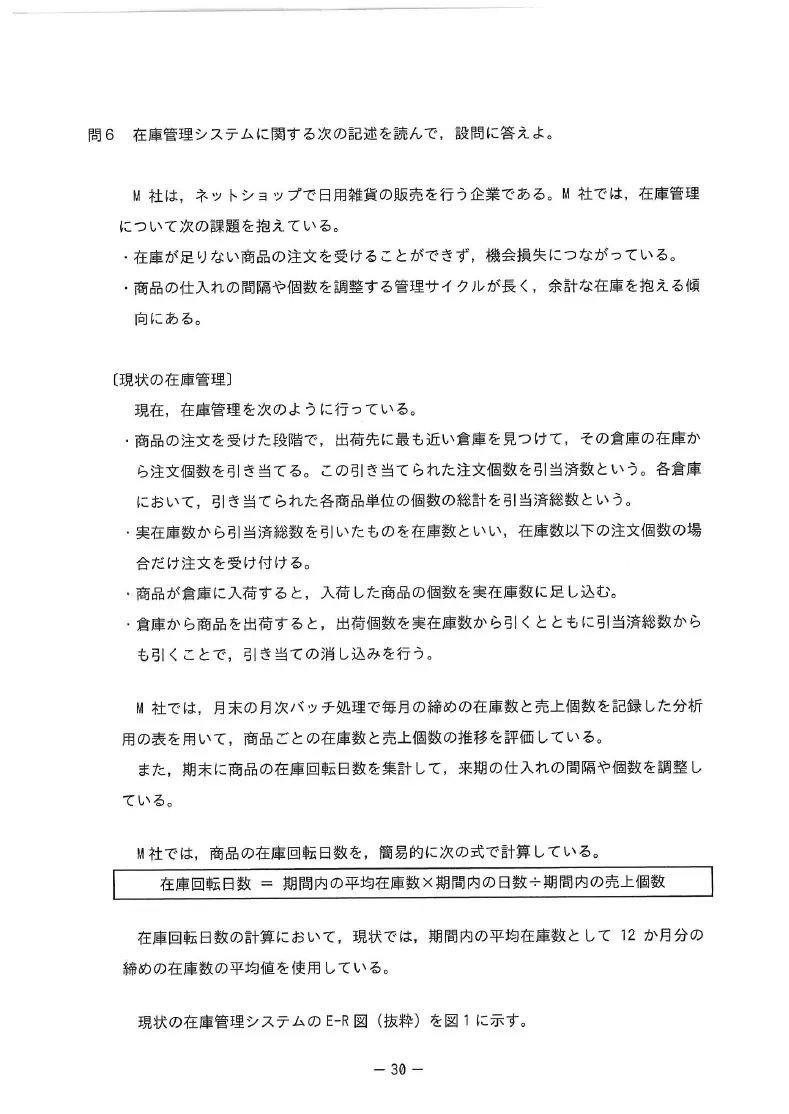 問6 在庫管理システムに関する次の記述を読んで，設問に答えよ。
M 社は，ネットショップで日用雑貨の販売を行う企業である。M 社では，在庫管理
について次の課題を抱えている。
・在庫が足りない商品の注文を受けることができず，機会損失につながっている。
・商品の仕入れの間隔や個数を調整する管理サイクルが長く，余計な在庫を抱える傾
向にある。
〔現状の在庫管理〕
現在，在庫管理を次のように行っている。
・商品の注文を受けた段階で，出荷先に最も近い倉庫を見つけて，その倉庫の在庫か
ら注文個数を引き当てる。この引き当てられた注文個数を引当済数という。各倉庫
において，引き当てられた各商品単位の個数の総計を引当済総数という。
・実在庫数から引当済総数を引いたものを在庫数といい，在庫数以下の注文個数の場
合だけ注文を受け付ける。
・商品が倉庫に入荷すると，入荷した商品の個数を実在庫数に足し込む。
・倉庫から商品を出荷すると，出荷個数を実在庫数から引くとともに引当済総数から
も引くことで，引き当ての消し込みを行う。
M 社では，月末の月次バッチ処理で毎月の締めの在庫数と売上個数を記録した分析
用の表を用いて，商品ごとの在庫数と売上個数の推移を評価している。
また，期末に商品の在庫回転日数を集計して，来期の仕入れの間隔や個数を調整し
ている。
M 社では，商品の在庫回転日数を，簡易的に次の式で計算している。
在庫回転日数 ＝ 期間内の平均在庫数×期間内の日数÷期間内の売上個数
在庫回転日数の計算において，現状では，期間内の平均在庫数として 12 か月分の
締めの在庫数の平均値を使用している。
現状の在庫管理システムの E-R 図（抜粋）を図 1 に示す。
－ 30 －